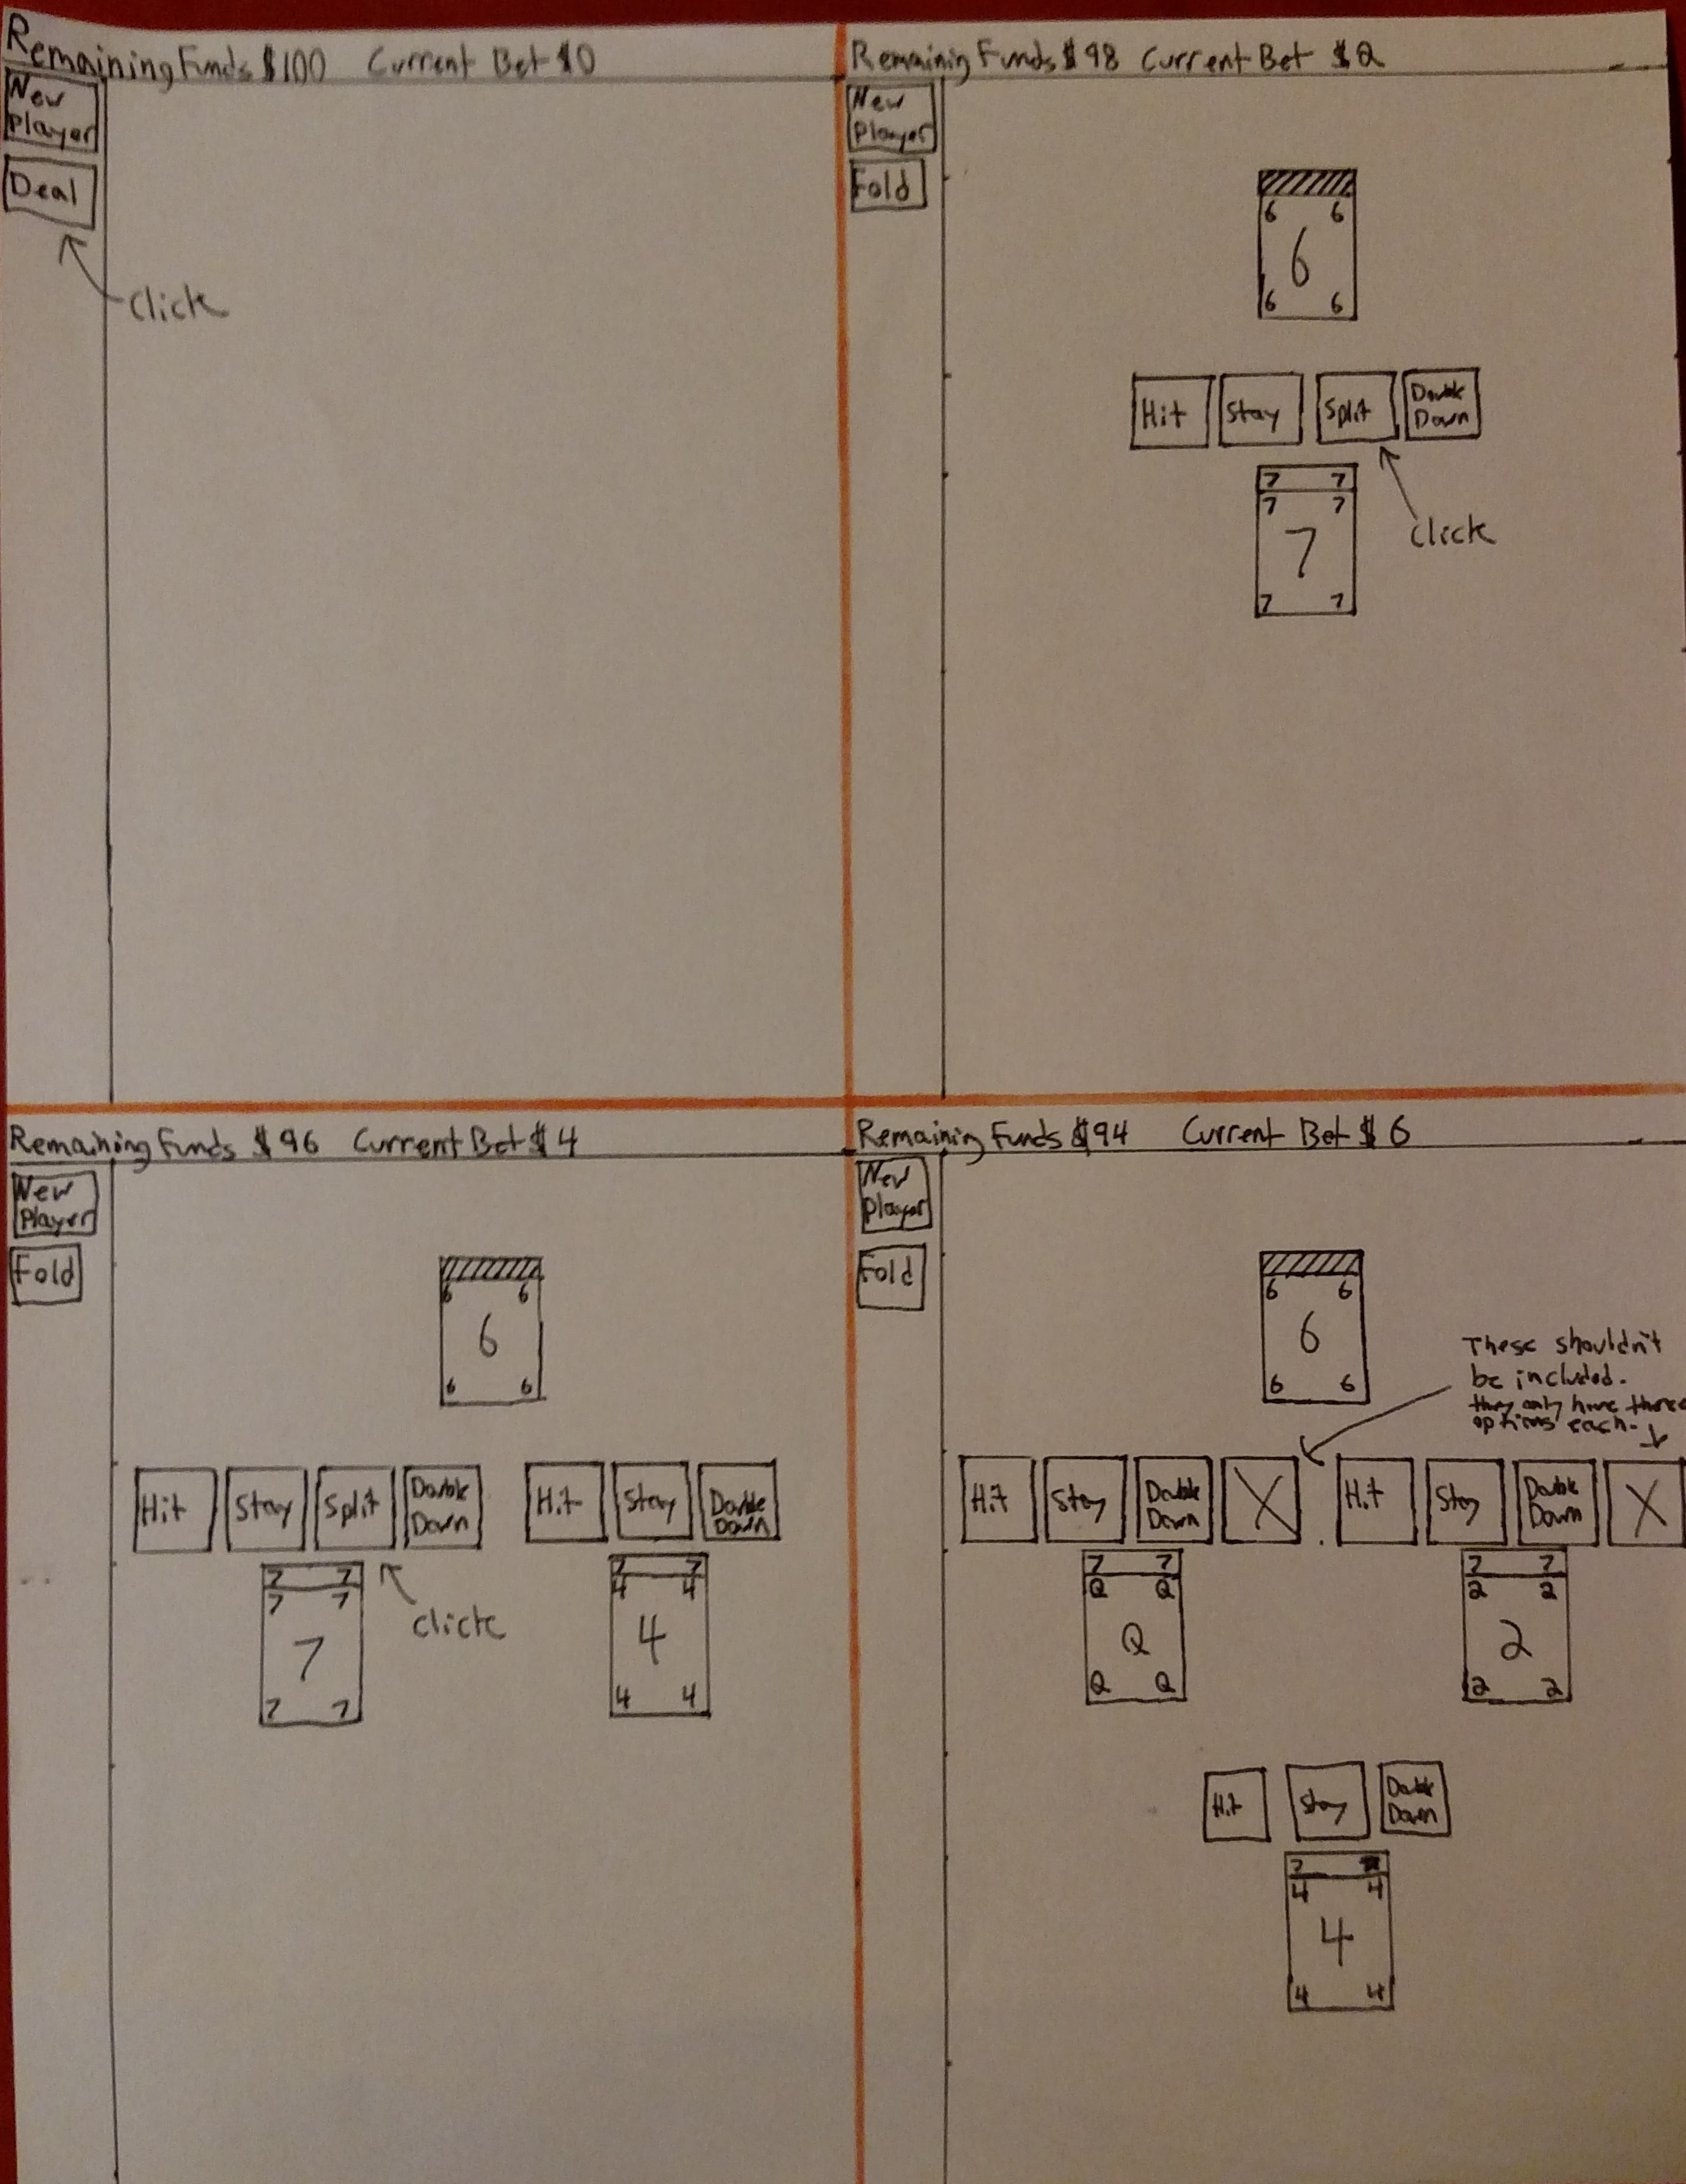 Remaining Funds $100 Current Bet $0
New
Player
Deal
Click
Remaining Funds $98 Current Bet $2
New
Player
Fold
6 6
6
6 6
Hit Stay Split Double
Down
7 7
7 7
7
7 7
Click
Remaining Funds $96 Current Bet $4
New
Player
Fold
6 6
6
6 6
Hit Stay Split Double
Down
Hit Stay Double
Down
7 7
7 7
7
7 7
click
7 7
4 4
4
4 4
Remaining Funds $94 Current Bet $6
New
Player
Fold
6 6
6
6 6
These shouldn't
be included.
they only have three
options each.
Hit Stay Double
Down X
Hit Stay Double
Down X
7 7
Q Q
Q
Q Q
7 7
2 2
2
2 2
Hit Stay Double
Down
7
4 4
4
4 4